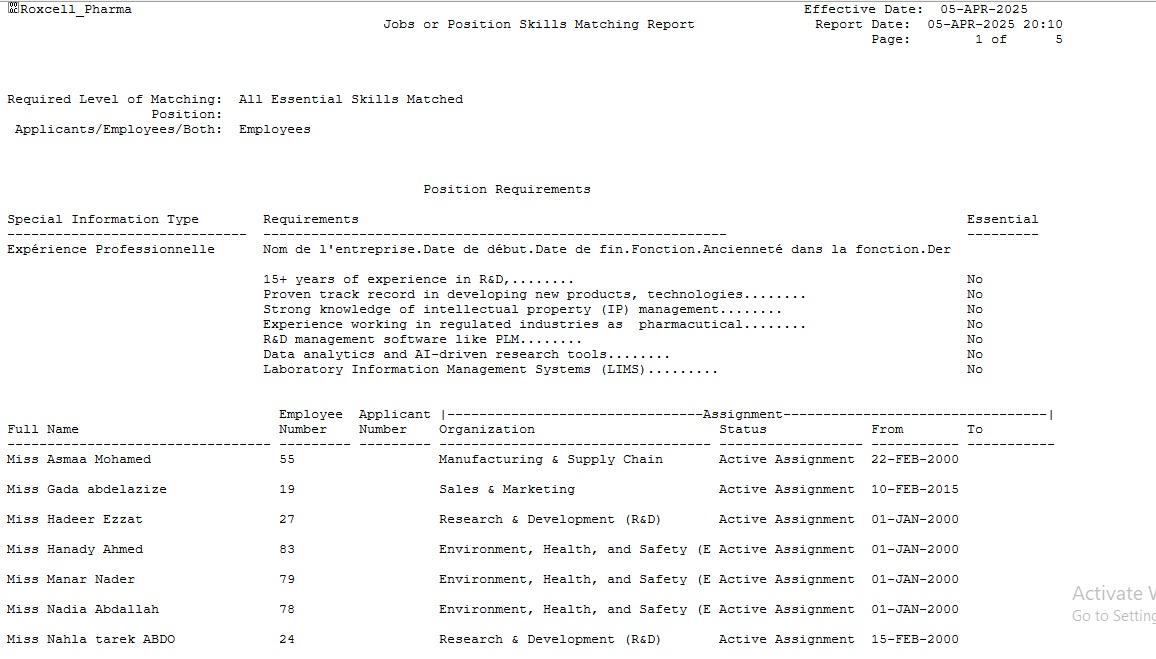 Roxcell_Pharma Effective Date: 05-APR-2025
Jobs or Position Skills Matching Report Report Date: 05-APR-2025 20:10
Page: 1 of 5
Required Level of Matching: All Essential Skills Matched
Position:
Applicants/Employees/Both: Employees
Position Requirements
Special Information Type Requirements Essential
Expérience Professionnelle Nom de l'entreprise.Date de début.Date de fin.Fonction.Ancienneté dans la fonction.Der
15+ years of experience in R&D,........ No
Proven track record in developing new products, technologies........ No
Strong knowledge of intellectual property (IP) management........ No
Experience working in regulated industries as pharmacutical........ No
R&D management software like PLM........ No
Data analytics and AI-driven research tools........ No
Laboratory Information Management Systems (LIMS)......... No
Employee Applicant |--------------------------------Assignment---------------------------------|
Full Name Number Number Organization Status From To
Miss Asmaa Mohamed 55 Manufacturing & Supply Chain Active Assignment 22-FEB-2000
Miss Gada abdelazize 19 Sales & Marketing Active Assignment 10-FEB-2015
Miss Hadeer Ezzat 27 Research & Development (R&D) Active Assignment 01-JAN-2000
Miss Hanady Ahmed 83 Environment, Health, and Safety (E Active Assignment 01-JAN-2000
Miss Manar Nader 79 Environment, Health, and Safety (E Active Assignment 01-JAN-2000
Miss Nadia Abdallah 78 Environment, Health, and Safety (E Active Assignment 01-JAN-2000
Miss Nahla tarek ABDO 24 Research & Development (R&D) Active Assignment 15-FEB-2000
Activate W
Go to Setting